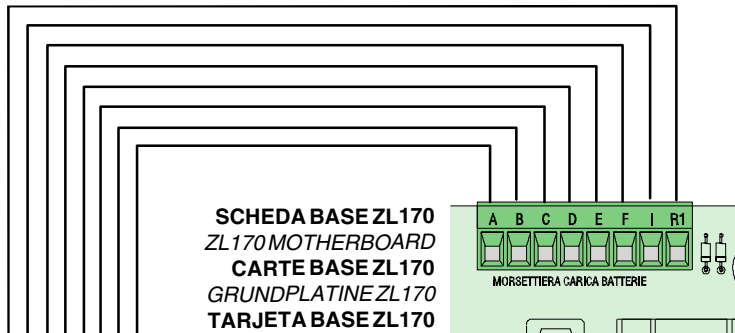 SCHEDA BASE ZL170
ZL170 MOTHERBOARD
CARTE BASE ZL170
GRUNDPLATINE ZL170
TARJETA BASE ZL170
A B C D E F I R1
MORSETTIERA CARICA BATTERIE